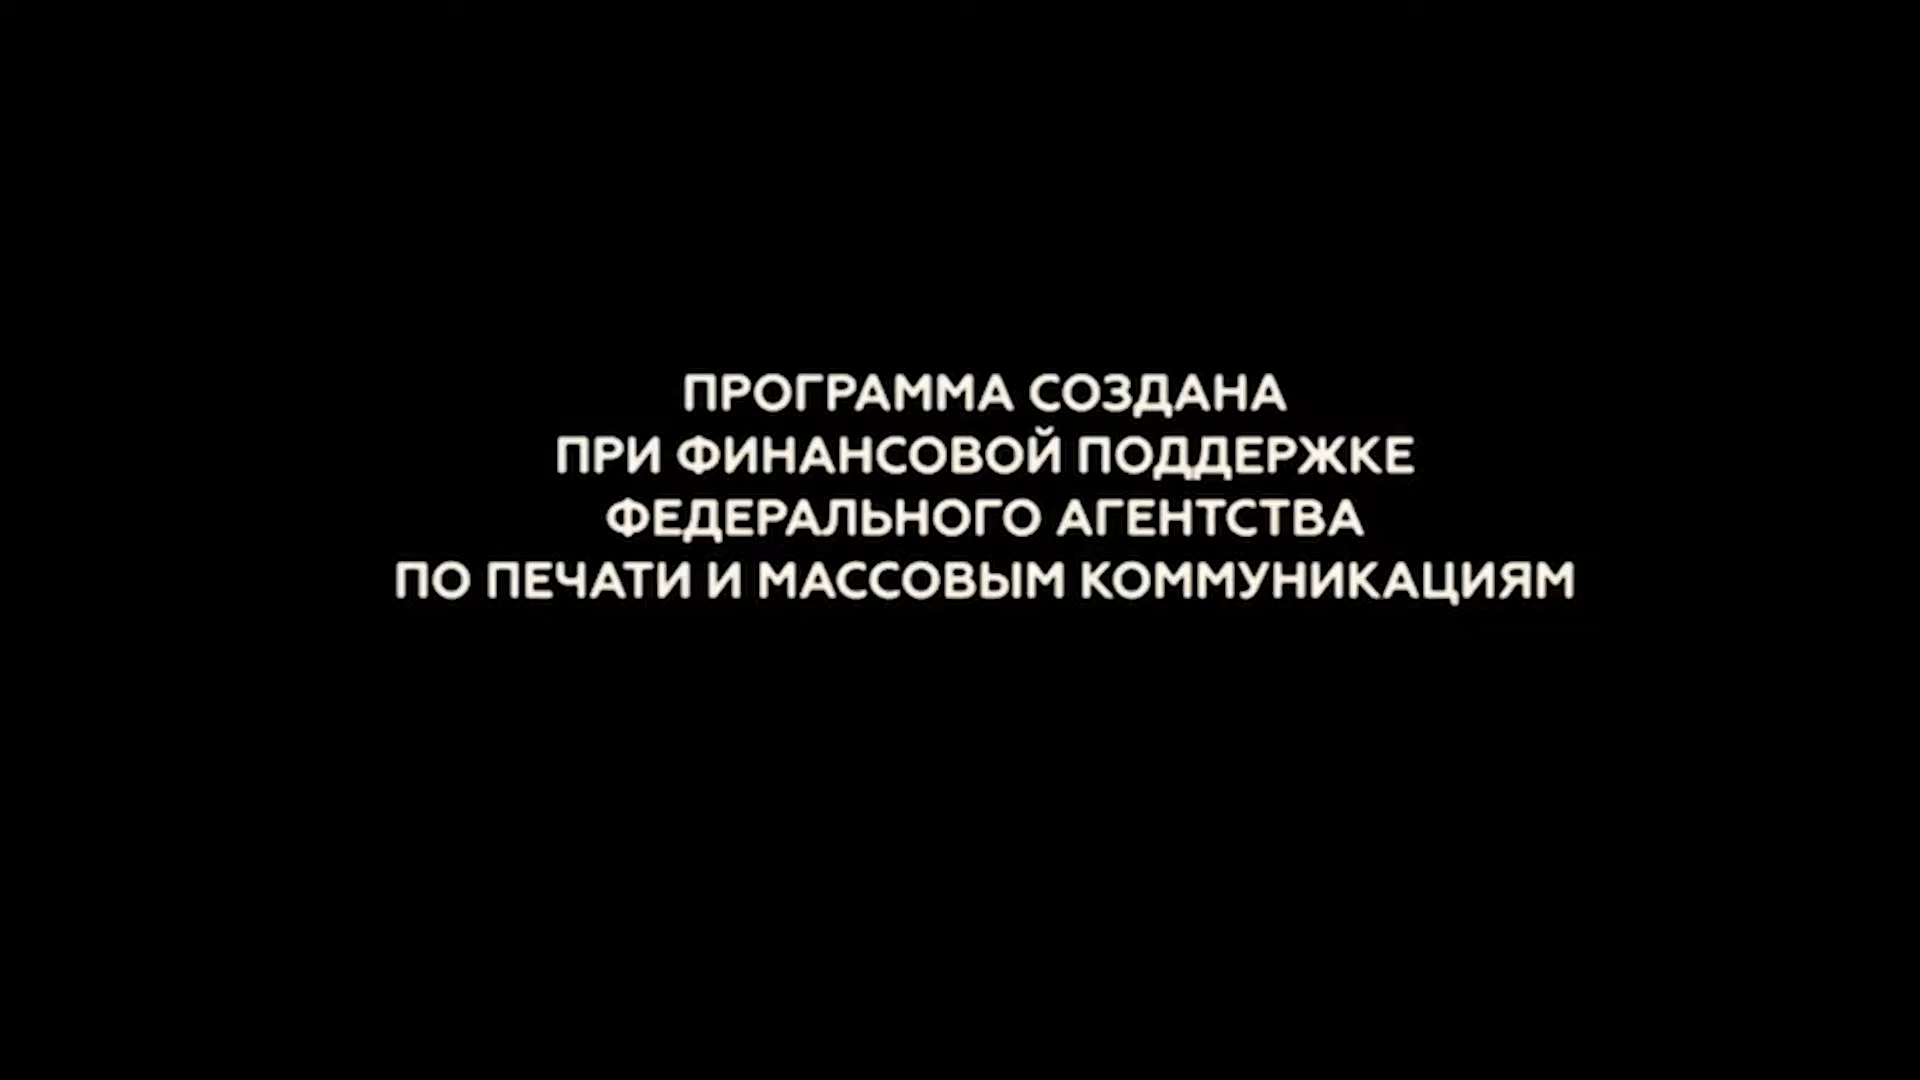 ПРОГРАММА СОЗДАНА
ПРИ ФИНАНСОВОЙ ПОДДЕРЖКЕ
ФЕДЕРАЛЬНОГО АГЕНТСТВА
ПО ПЕЧАТИ И МАССОВЫМ КОММУНИКАЦИЯМ